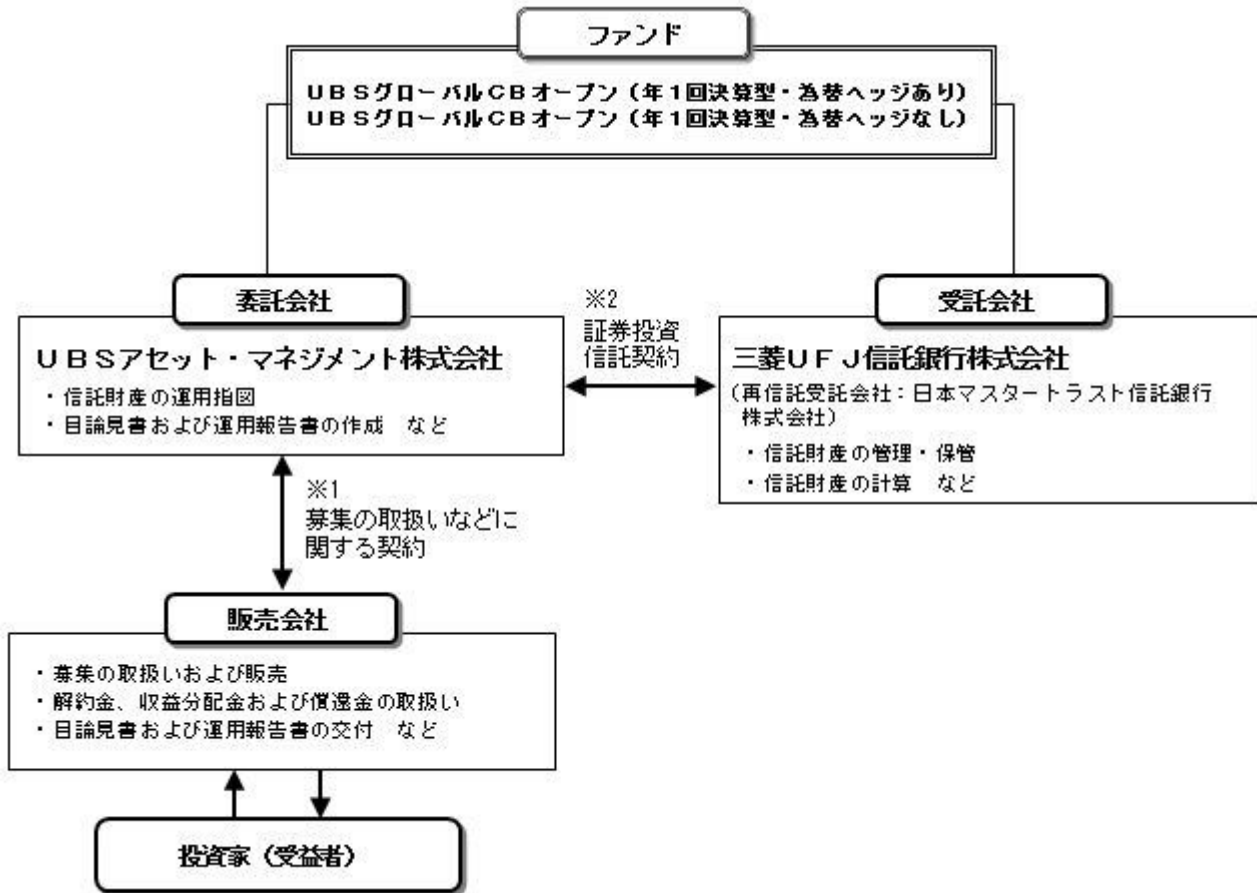 ファンド
UBSグローバルCBオープン(年1回決算型・為替ヘッジあり)
UBSグローバルCBオープン(年1回決算型・為替ヘッジなし)
委託会社
UBSアセット・マネジメント株式会社
・信託財産の運用指図
・目論見書および運用報告書の作成 など
※2
証券投資
信託契約
受託会社
三菱UFJ信託銀行株式会社
(再信託受託会社:日本マスタートラスト信託銀行
株式会社)
・信託財産の管理・保管
・信託財産の計算 など
※1
募集の取扱いなどに
関する契約
販売会社
・募集の取扱いおよび販売
・解約金、収益分配金および償還金の取扱い
・目論見書および運用報告書の交付 など
投資家(受益者)